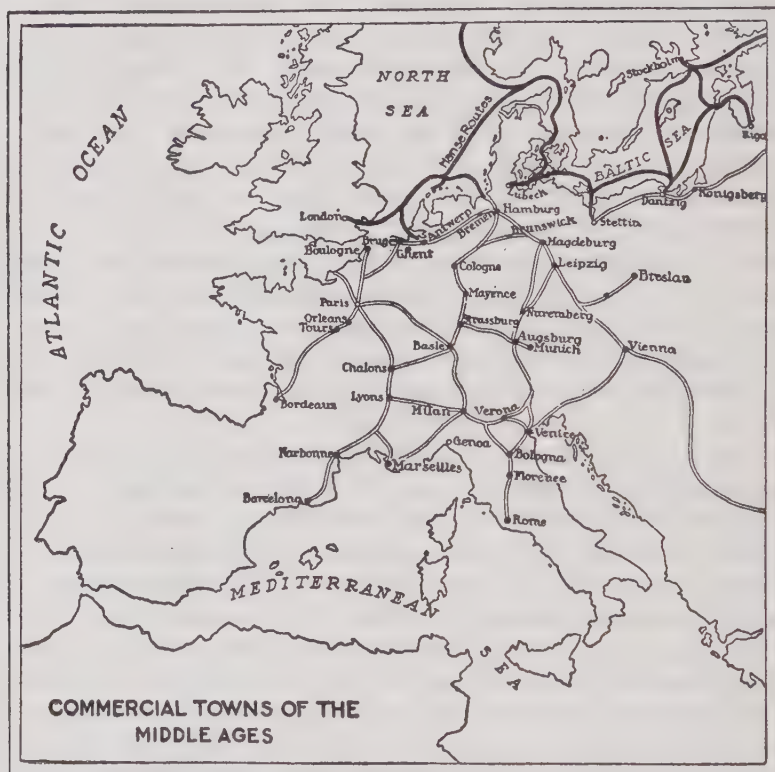 NORTH
SEA
ATLANTIC OCEAN
Hanse Routes
Stockholm
BALTIC SEA
Riga
Königsberg
Dantzig
Stettin
Lübeck
Hamburg
Bremen
Brunswick
Magdeburg
Leipzig
Breslau
London
Bruges
Antwerp
Ghent
Boulogne
Cologne
Mayence
Nuremberg
Strassburg
Augsburg
Munich
Vienna
Paris
Orleans
Tours
Basle
Chalons
Lyons
Milan
Verona
Venice
Bordeaux
Genoa
Bologna
Narbonne
Marseilles
Florence
Barcelona
Rome
MEDITERRANEAN SEA
COMMERCIAL TOWNS OF THE
MIDDLE AGES